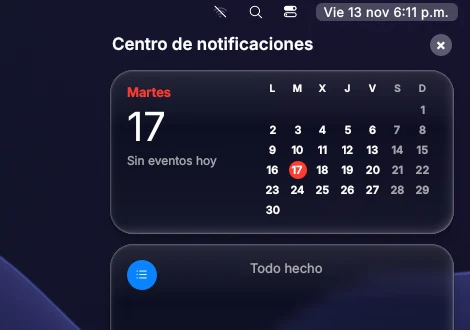 Vie 13 nov 6:11 p.m.
Centro de notificaciones
Martes
17
Sin eventos hoy
L M X J V S D
1
2 3 4 5 6 7 8
9 10 11 12 13 14 15
16 17 18 19 20 21 22
23 24 25 26 27 28 29
30
Todo hecho